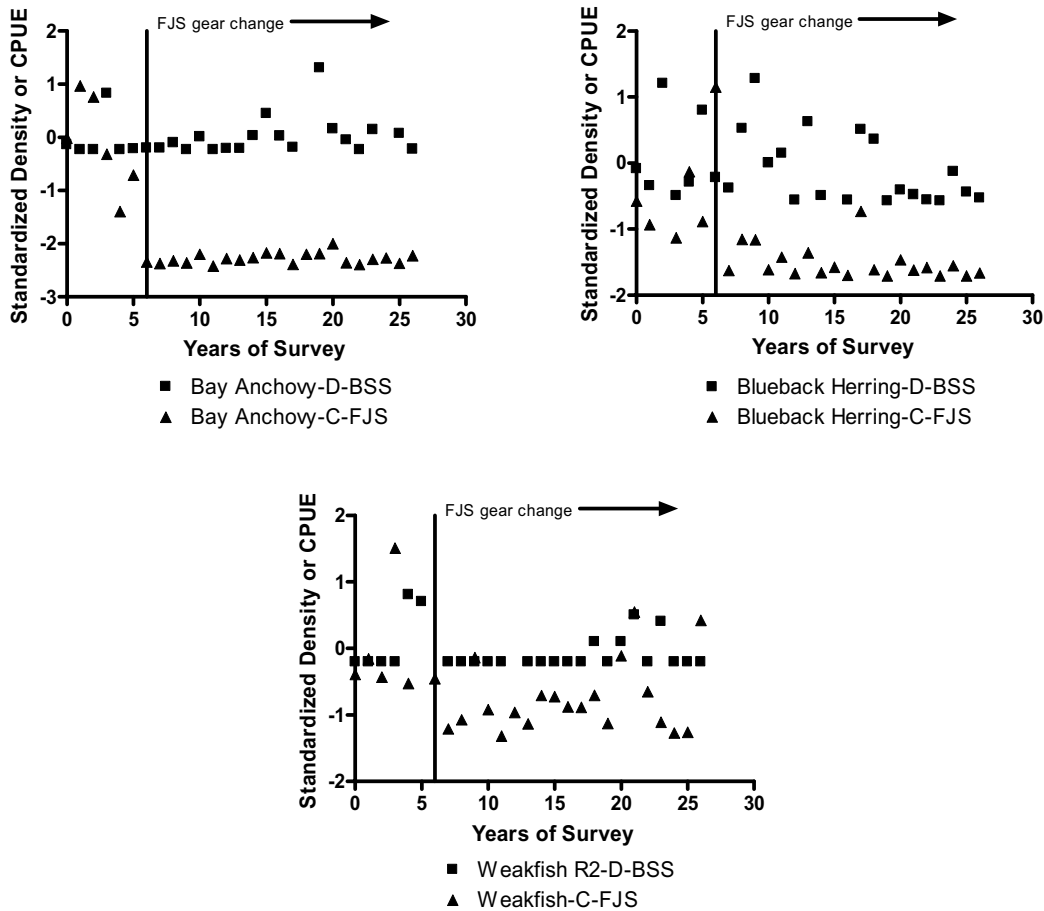 FJS gear change
Standardized Density or CPUE
2
1
0
-1
-2
-3
0 5 10 15 20 25 30
Years of Survey
Bay Anchovy-D-BSS
Bay Anchovy-C-FJS
FJS gear change
Standardized Density or CPUE
2
1
0
-1
-2
0 5 10 15 20 25 30
Years of Survey
Blueback Herring-D-BSS
Blueback Herring-C-FJS
FJS gear change
Standardized Density or CPUE
2
1
0
-1
-2
0 5 10 15 20 25 30
Years of Survey
Weakfish R2-D-BSS
Weakfish-C-FJS